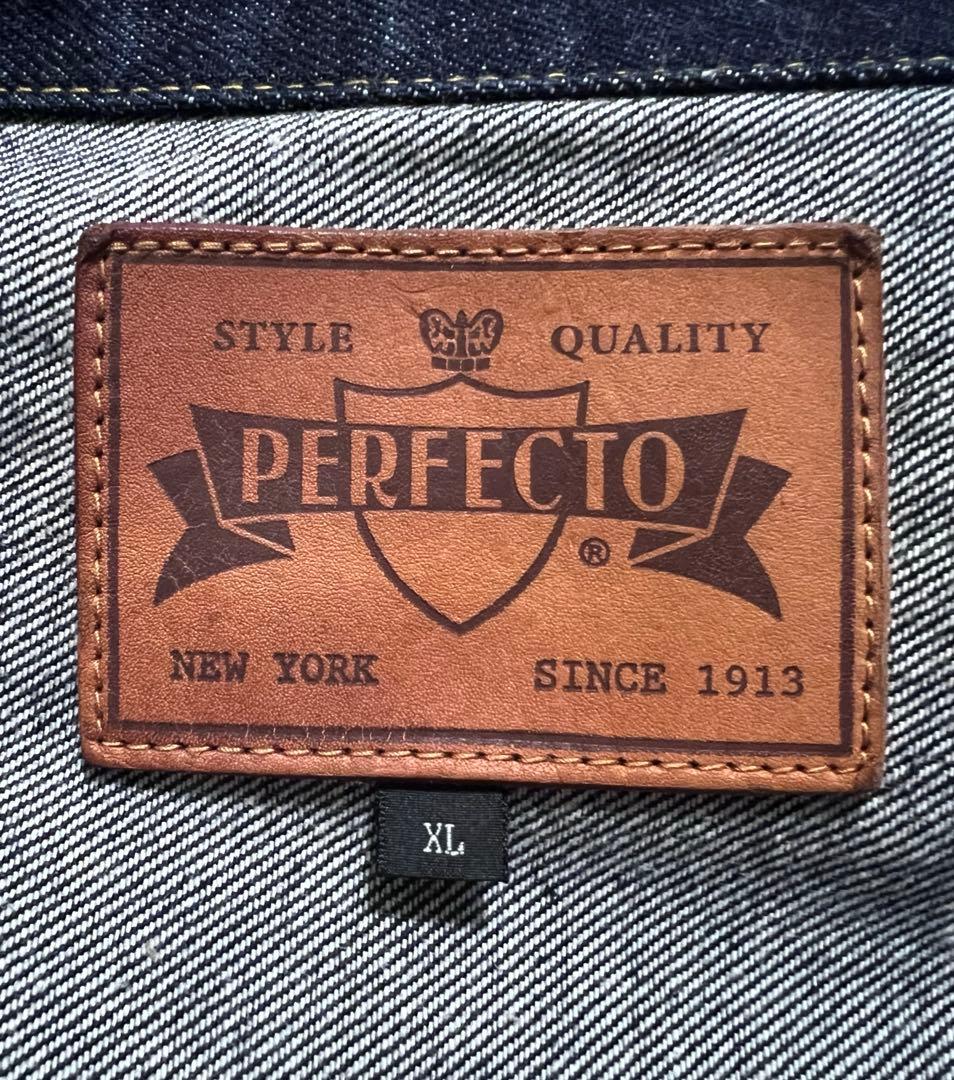 STYLE QUALITY
PERFECTO
®
NEW YORK SINCE 1913
XL